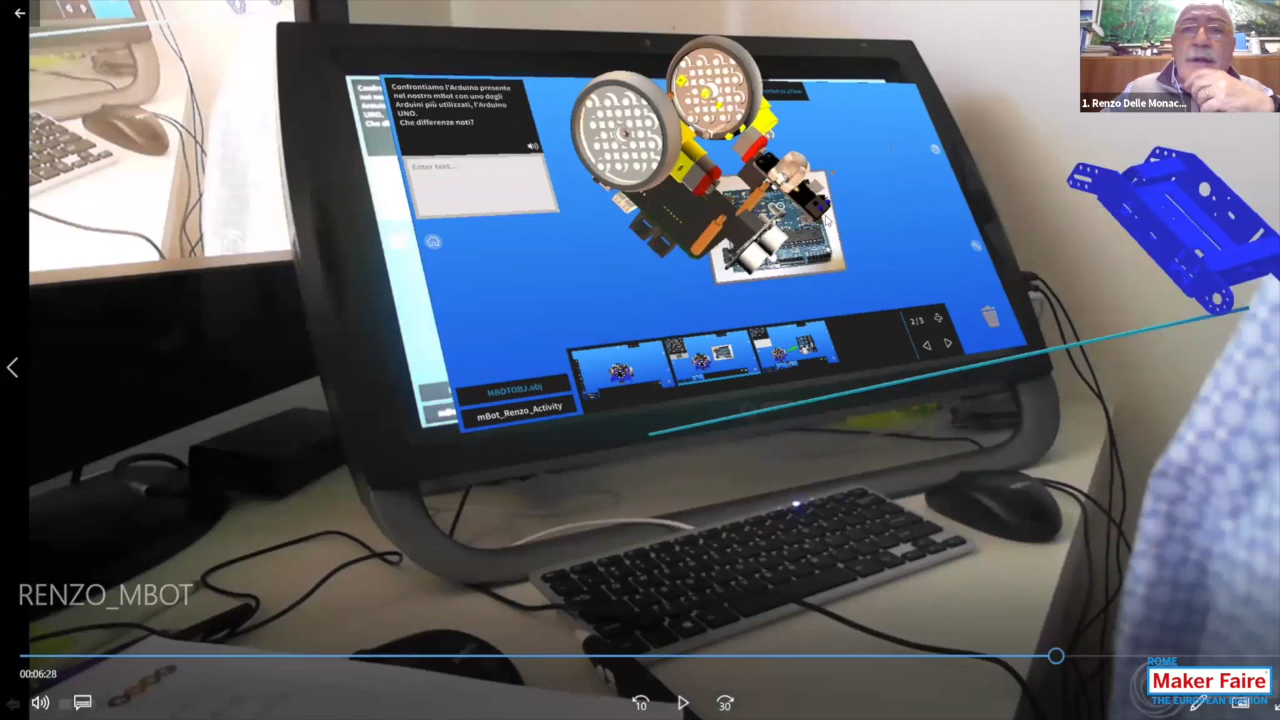 Confrontiamo l'Arduino presente
nel nostro mBot con uno degli
Arduini più utilizzati, l'Arduino
UNO.
Che differenze noti?
Enter text...
1. Renzo Delle Monac...
2/3
MBOTOBJ.obj
mBot_Renzo_Activity
RENZO_MBOT
00:06:28
10
30
ROME
Maker Faire
THE EUROPEAN EDITION